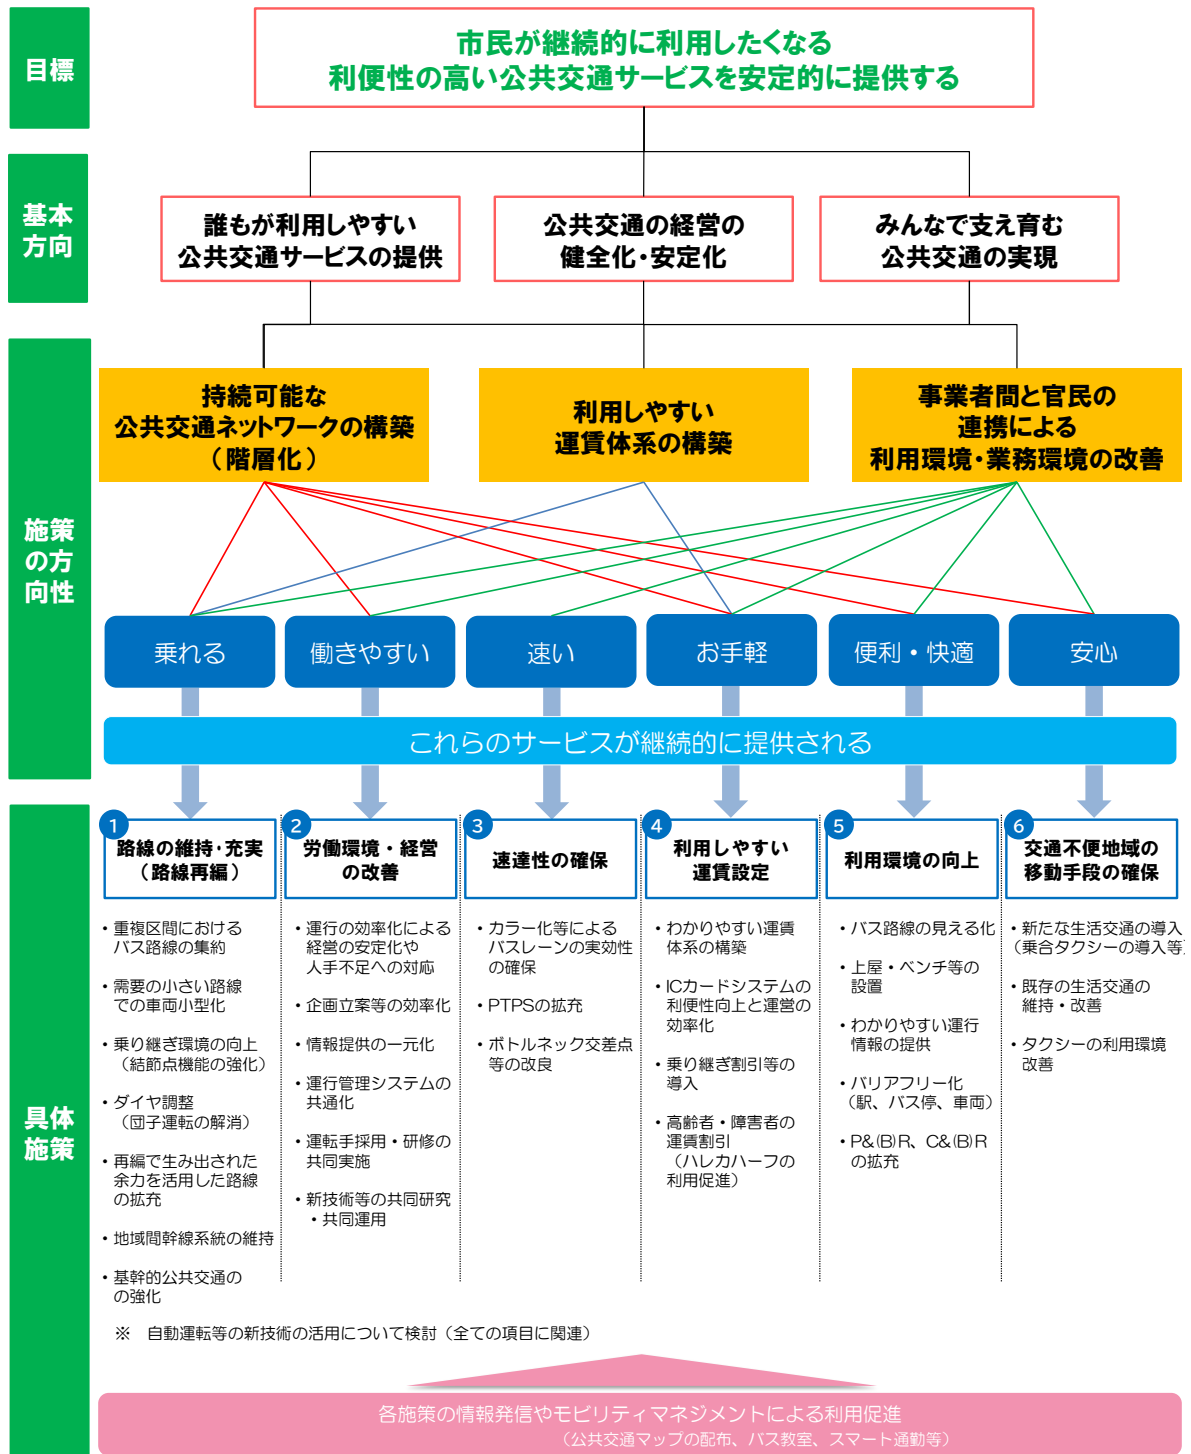 目標
市民が継続的に利用したくなる
利便性の高い公共交通サービスを安定的に提供する
基本
方向
誰もが利用しやすい
公共交通サービスの提供
公共交通の経営の
健全化・安定化
みんなで支え育む
公共交通の実現
施策
の方
向性
持続可能な
公共交通ネットワークの構築
（階層化）
利用しやすい
運賃体系の構築
事業者間と官民の
連携による
利用環境・業務環境の改善
乗れる
働きやすい
速い
お手軽
便利・快適
安心
これらのサービスが継続的に提供される
具体
施策
1
路線の維持・充実
（路線再編）
・重複区間における
バス路線の集約
・需要の小さい路線
での車両小型化
・乗り継ぎ環境の向上
（結節点機能の強化）
・ダイヤ調整
（団子運転の解消）
・再編で生み出された
余力を活用した路線
の拡充
・地域間幹線系統の維持
・基幹的公共交通の
の強化
2
労働環境・経営
の改善
・運行の効率化による
経営の安定化や
人手不足への対応
・企画立案等の効率化
・情報提供の一元化
・運行管理システムの
共通化
・運転手採用・研修の
共同実施
・新技術等の共同研究
・共同運用
3
速達性の確保
・カラー化等による
バスレーンの実効性
の確保
・PTPSの拡充
・ボトルネック交差点
等の改良
4
利用しやすい
運賃設定
・わかりやすい運賃
体系の構築
・ICカードシステムの
利便性向上と運営の
効率化
・乗り継ぎ割引等の
導入
・高齢者・障害者の
運賃割引
（ハレカハーフの
利用促進）
5
利用環境の向上
・バス路線の見える化
・上屋・ベンチ等の
設置
・わかりやすい運行
情報の提供
・バリアフリー化
（駅、バス停、車両）
・P&(B)R、C&(B)R
の拡充
6
交通不便地域の
移動手段の確保
・新たな生活交通の導入
（乗合タクシーの導入等）
・既存の生活交通の
維持・改善
・タクシーの利用環境
改善
※　自動運転等の新技術の活用について検討（全ての項目に関連）
各施策の情報発信やモビリティマネジメントによる利用促進
（公共交通マップの配布、バス教室、スマート通勤等）